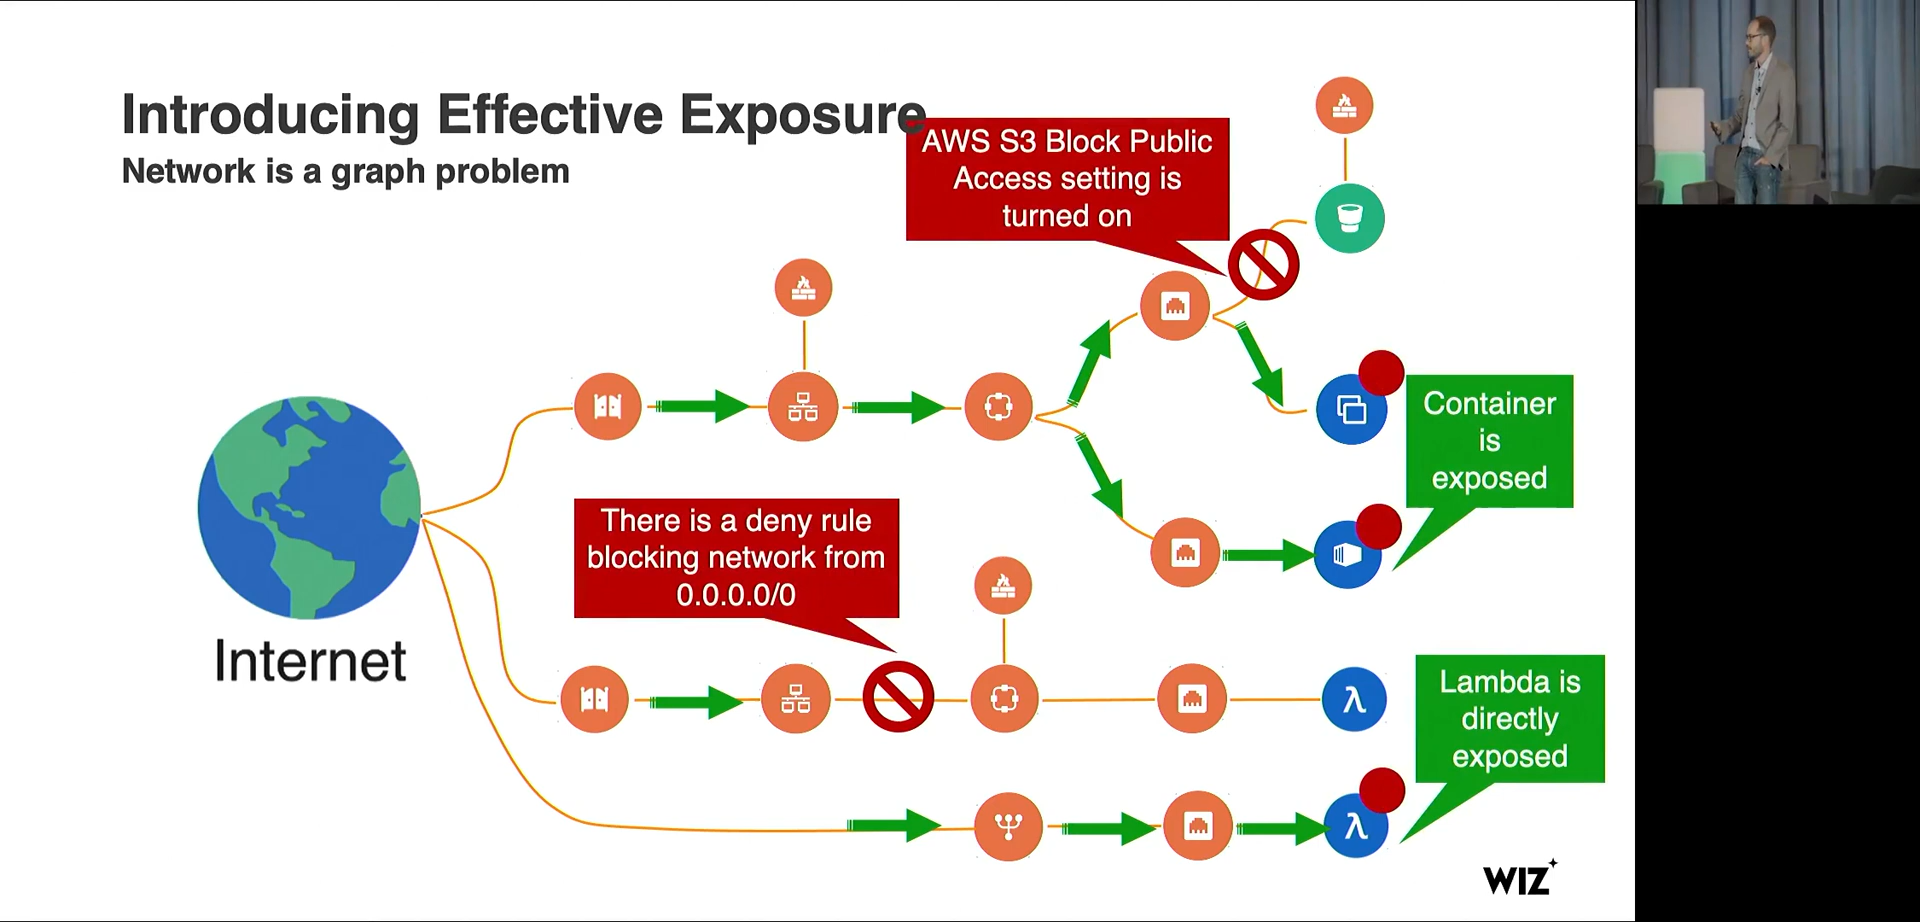 Introducing Effective Exposure
Network is a graph problem
AWS S3 Block Public
Access setting is
turned on
Container
is
exposed
There is a deny rule
blocking network from
0.0.0.0/0
Internet
λ
Lambda is
directly
exposed
λ
WIZ